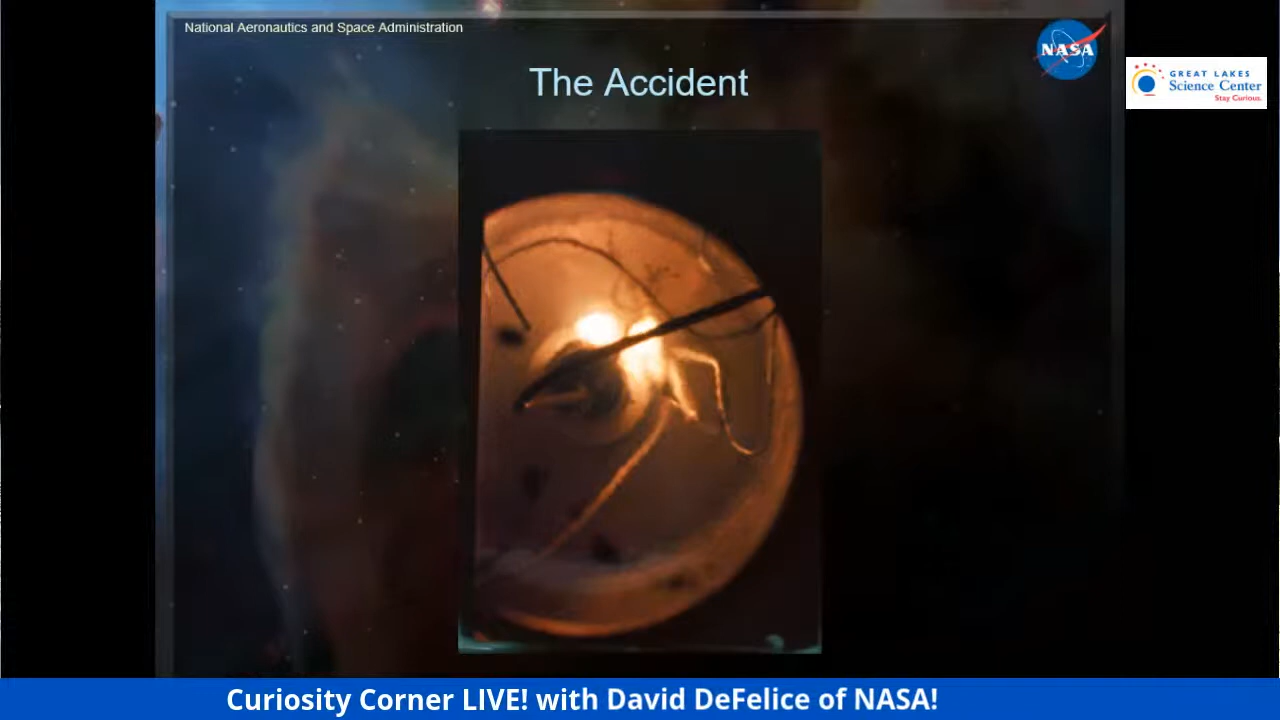 National Aeronautics and Space Administration
NASA
The Accident
GREAT LAKES
Science Center
Stay Curious.
Curiosity Corner LIVE! with David DeFelice of NASA!